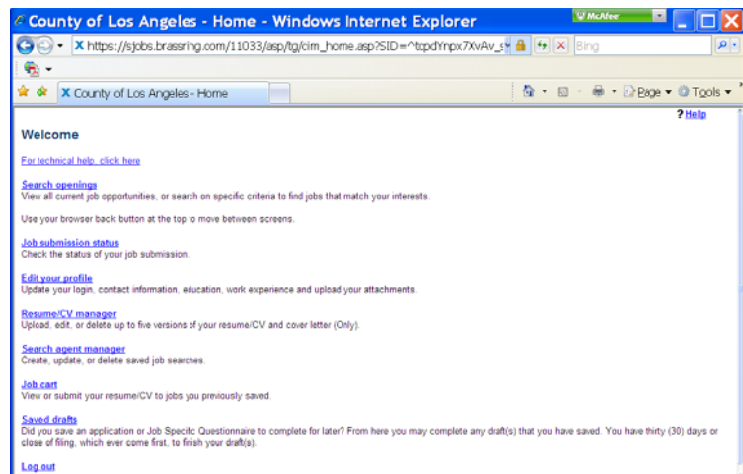 County of Los Angeles - Home - Windows Internet Explorer
McAfee
https://sjobs.brassring.com/11033/asp/tg/cim_home.asp?SID=
Bing
County of Los Angeles - Home
Page
Tools
? Help
Welcome
For technical help, click here
Search openings
View all current job opportunities, or search on specific criteria to find jobs that match your interests.
Use your browser back button at the top o move between screens.
Job submission status
Check the status of your job submission.
Edit your profile
Update your login, contact information, education, work experience and upload your attachments.
Resume/CV manager
Upload, edit, or delete up to five versions of your resume/CV and cover letter (Only).
Search agent manager
Create, update, or delete saved job searches.
Job cart
View or submit your resume/CV to jobs you previously saved.
Saved drafts
Did you save an application or Job Specific Questionnaire to complete for later? From here you may complete any draft(s) that you have saved. You have thirty (30) days or
close of filing, which ever come first, to finish your draft(s).
Log out